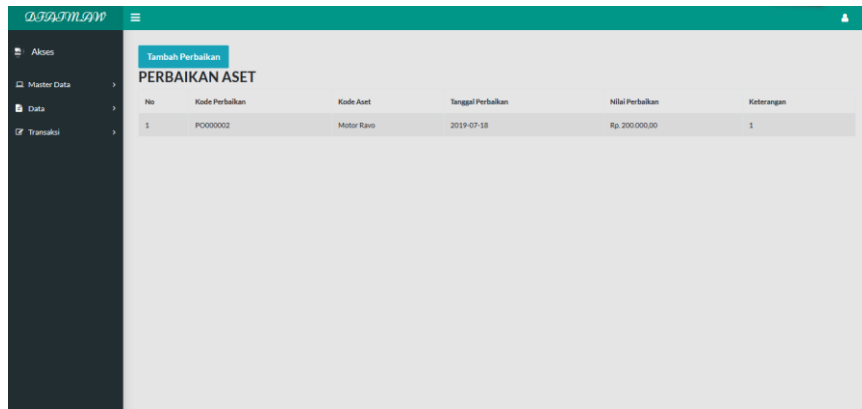 DJATMAW
Akses
Master Data
Data
Transaksi
Tambah Perbaikan
PERBAIKAN ASET
No Kode Perbaikan Kode Aset Tanggal Perbaikan Nilai Perbaikan Keterangan
1 PO000002 Motor Ravo 2019-07-18 Rp. 200.000,00 1